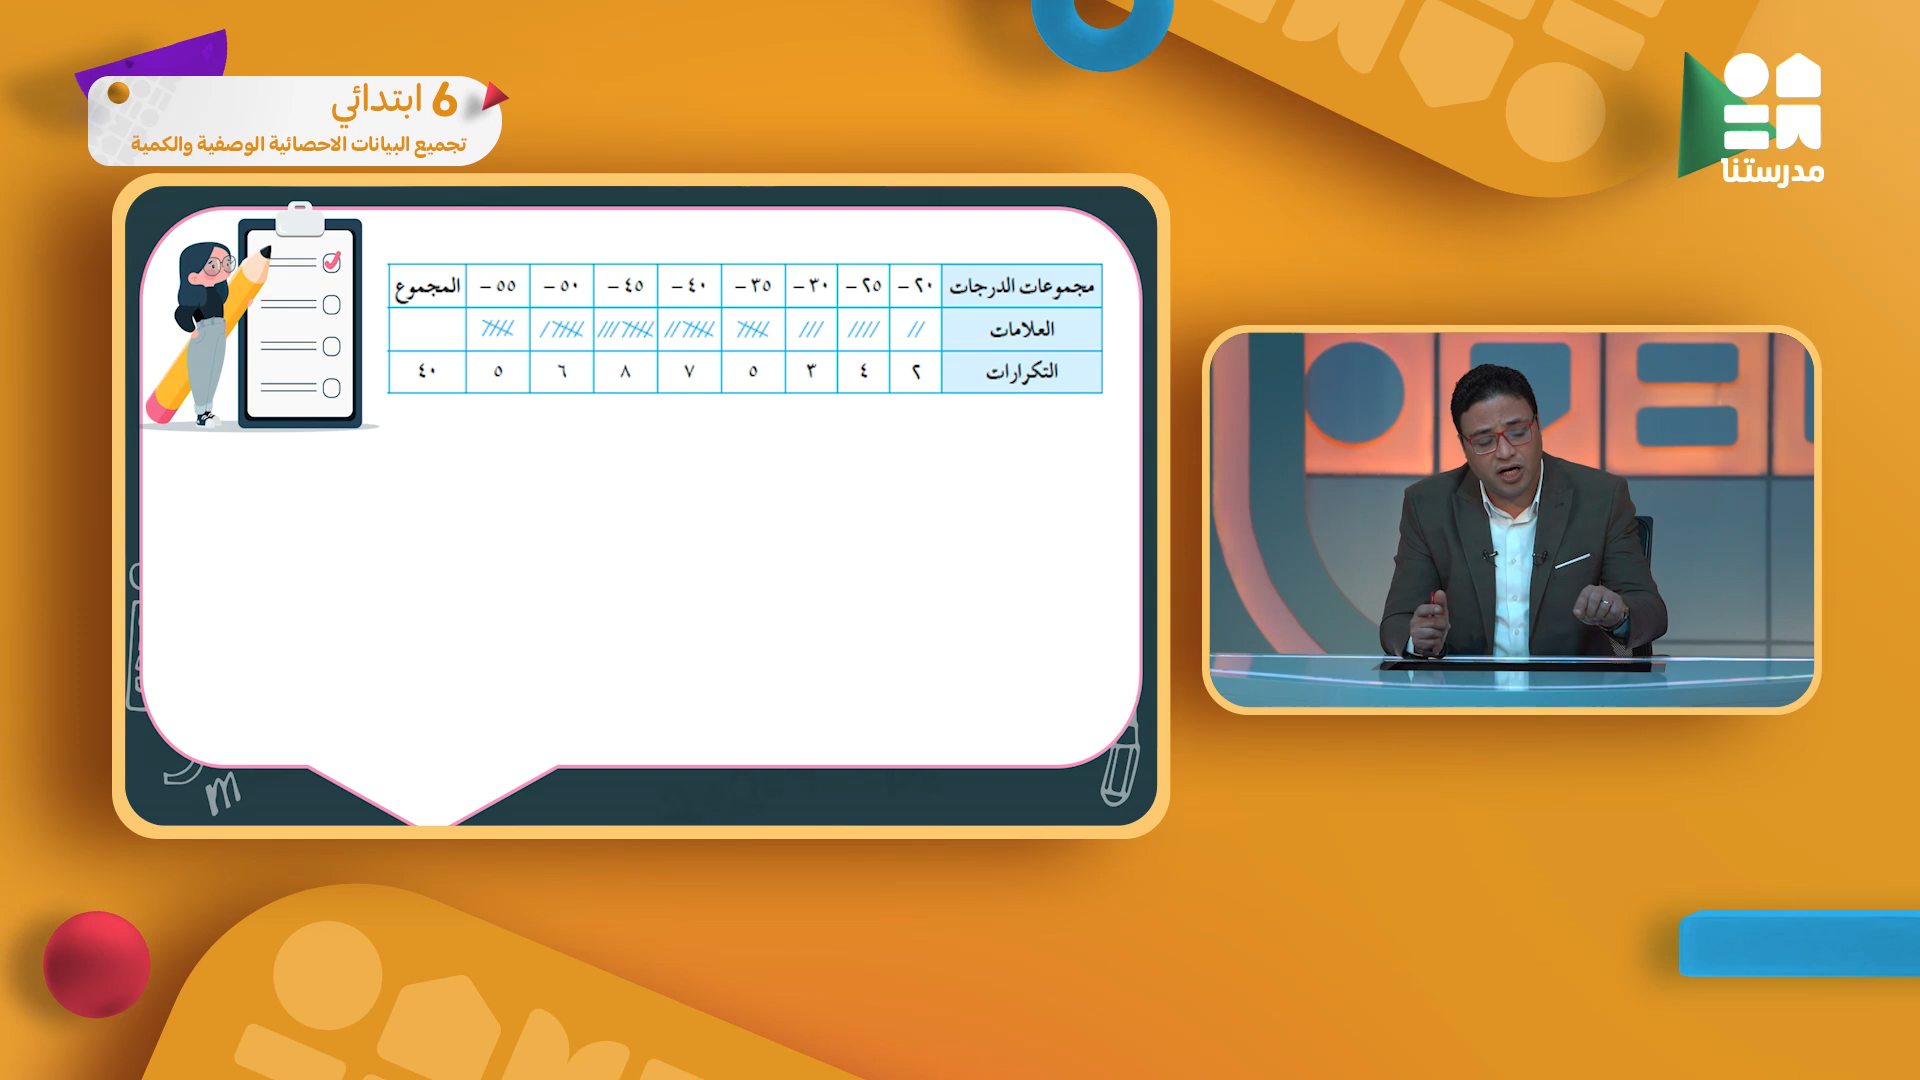 6 ابتدائي
تجميع البيانات الاحصائية الوصفية والكمية
مدرستنا
مجموعات الدرجات ٢٠ – ٢٥ – ٣٠ – ٣٥ – ٤٠ – ٤٥ – ٥٠ – ٥٥ – المجموع
العلامات
التكرارات ٢ ٤ ٣ ٥ ٧ ٨ ٦ ٥ ٤٠
m